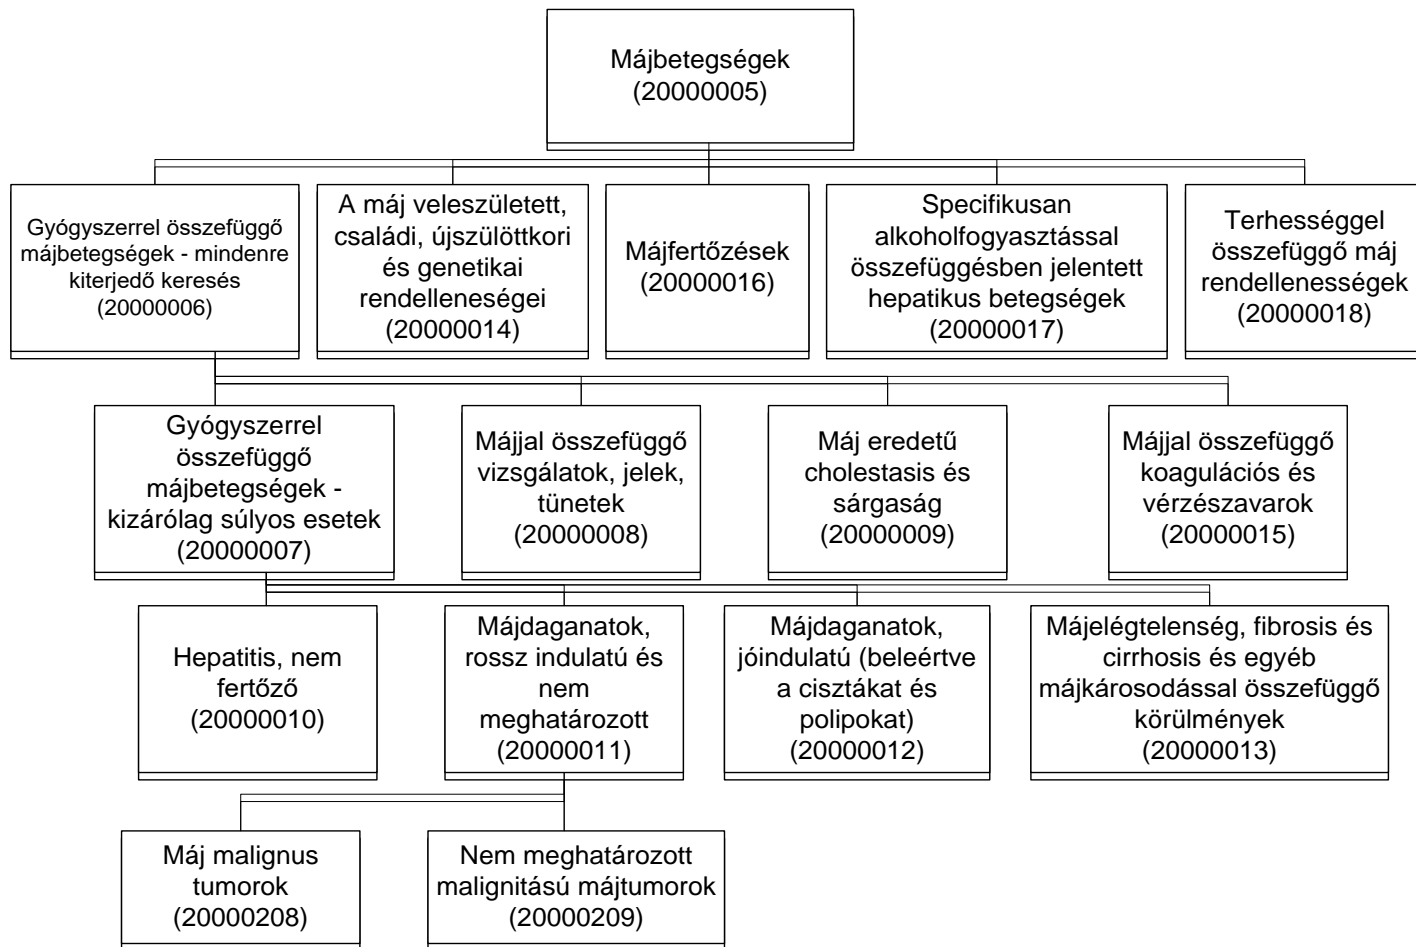 Májbetegségek
(20000005)
Gyógyszerrel összefüggő
májbetegségek - mindenre
kiterjedő keresés
(20000006)
A máj veleszületett,
családi, újszülöttkori
és genetikai
rendelleneségei
(20000014)
Májfertőzések
(20000016)
Specifikusan
alkoholfogyasztással
összefüggésben jelentett
hepatikus betegségek
(20000017)
Terhességgel
összefüggő máj
rendellenességek
(20000018)
Gyógyszerrel
összefüggő
májbetegségek -
kizárólag súlyos esetek
(20000007)
Májjal összefüggő
vizsgálatok, jelek,
tünetek
(20000008)
Máj eredetű
cholestasis és
sárgaság
(20000009)
Májjal összefüggő
koagulációs és
vérzészavarok
(20000015)
Hepatitis, nem
fertőző
(20000010)
Májdaganatok,
rossz indulatú és
nem
meghatározott
(20000011)
Májdaganatok,
jóindulatú (beleértve
a cisztákat és
polipokat)
(20000012)
Májelégtelenség, fibrosis és
cirrhosis és egyéb
májkárosodással összefüggő
körülmények
(20000013)
Máj malignus
tumorok
(20000208)
Nem meghatározott
malignitású májtumorok
(20000209)